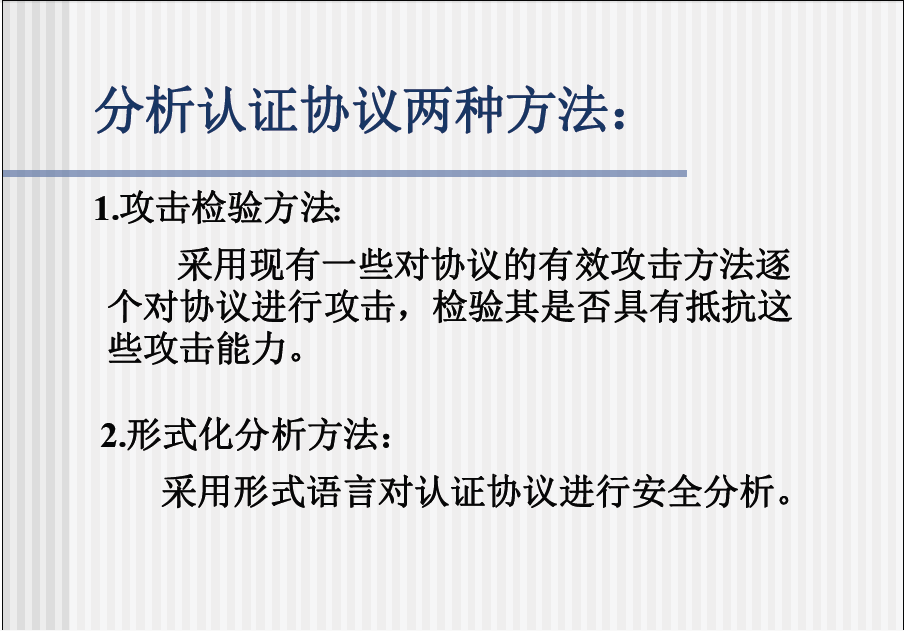 分析认证协议两种方法：
1.攻击检验方法:
采用现有一些对协议的有效攻击方法逐
个对协议进行攻击，检验其是否具有抵抗这
些攻击能力。
2.形式化分析方法：
采用形式语言对认证协议进行安全分析。